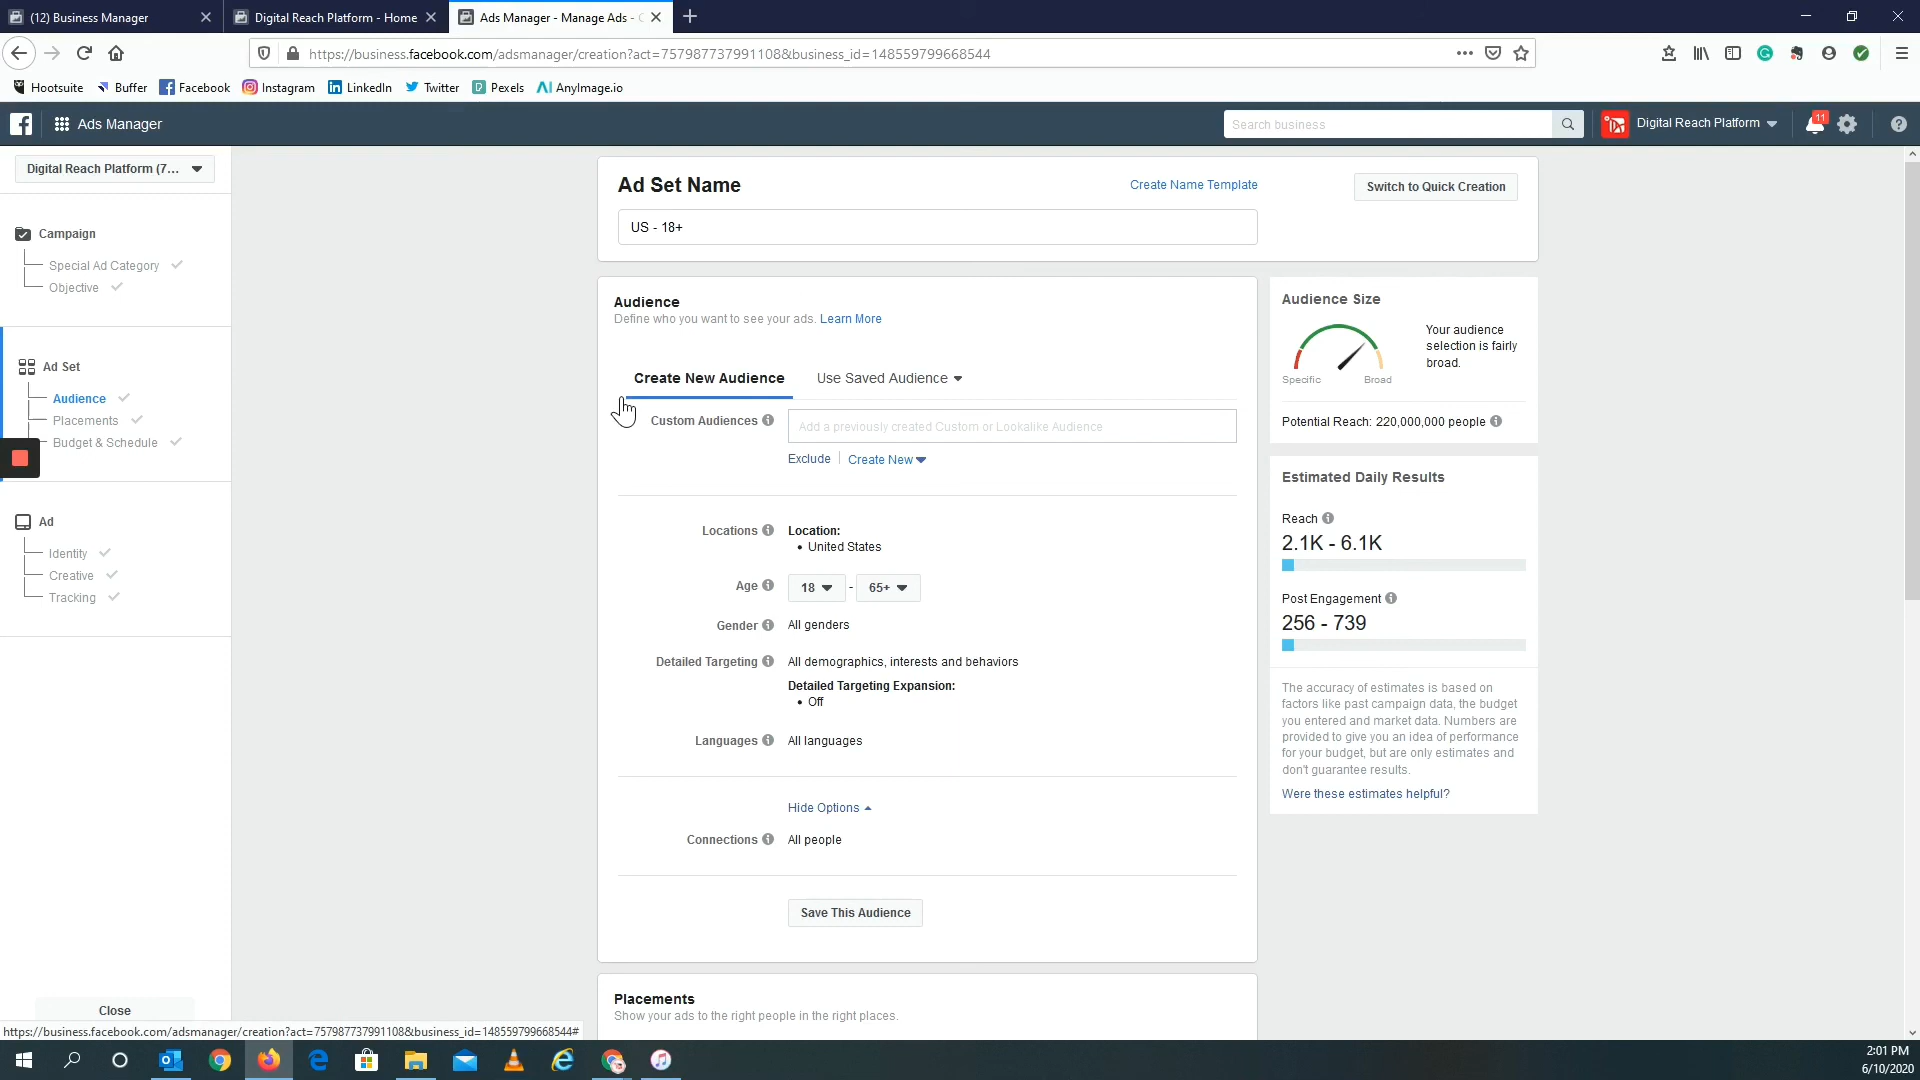 (12) Business Manager
Digital Reach Platform - Home
Ads Manager - Manage Ads -
https://business.facebook.com/adsmanager/creation?act=757987737991108&business_id=148559799668544
Hootsuite
Buffer
Facebook
Instagram
LinkedIn
Twitter
Pexels
AnyImage.io
Ads Manager
Search business
Digital Reach Platform
11
Digital Reach Platform (7...
Campaign
Special Ad Category
Objective
Ad Set
Audience
Placements
Budget & Schedule
Ad
Identity
Creative
Tracking
Close
Ad Set Name
Create Name Template
Switch to Quick Creation
US - 18+
Audience
Define who you want to see your ads. Learn More
Create New Audience
Use Saved Audience
Custom Audiences
Add a previously created Custom or Lookalike Audience
Exclude
Create New
Locations
Location:
• United States
Age
18 - 65+
Gender
All genders
Detailed Targeting
All demographics, interests and behaviors
Detailed Targeting Expansion:
• Off
Languages
All languages
Hide Options
Connections
All people
Save This Audience
Placements
Show your ads to the right people in the right places.
Audience Size
Specific
Broad
Your audience
selection is fairly
broad.
Potential Reach: 220,000,000 people
Estimated Daily Results
Reach
2.1K - 6.1K
Post Engagement
256 - 739
The accuracy of estimates is based on
factors like past campaign data, the budget
you entered and market data. Numbers are
provided to give you an idea of performance
for your budget, but are only estimates and
don't guarantee results.
Were these estimates helpful?
https://business.facebook.com/adsmanager/creation?act=757987737991108&business_id=148559799668544#
2:01 PM
6/10/2020